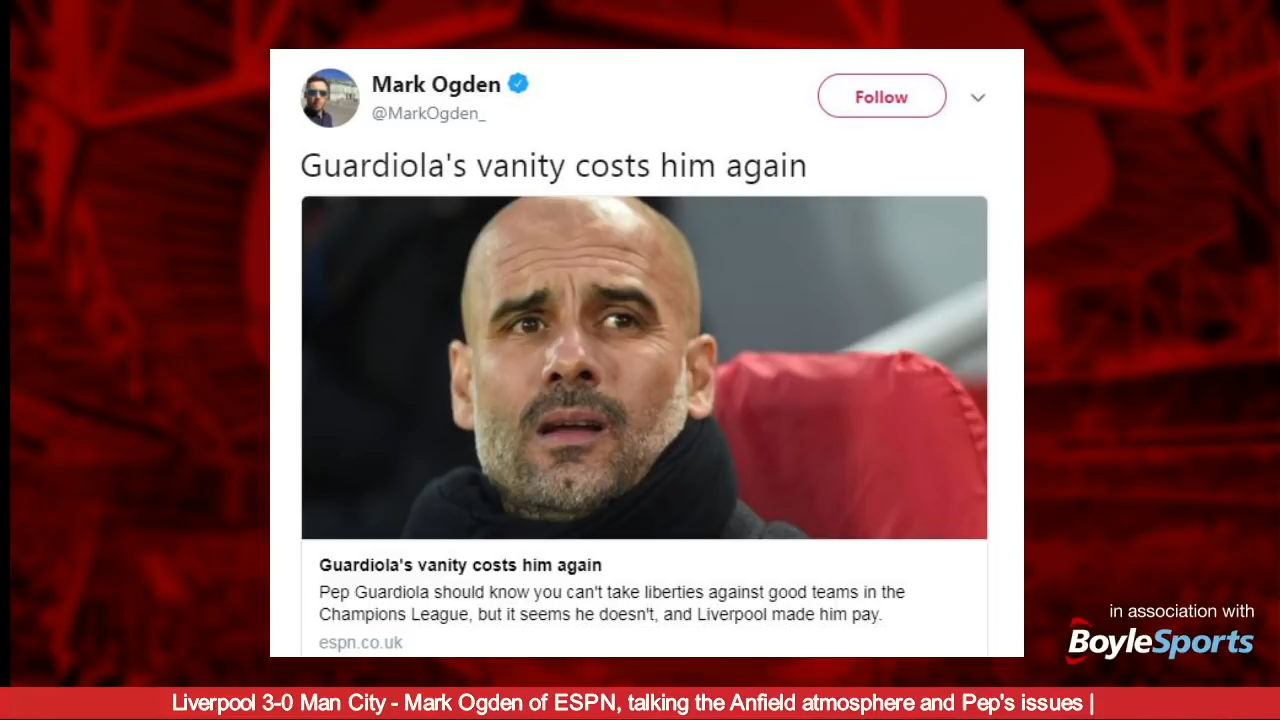 Mark Ogden
@MarkOgden_
Follow
Guardiola's vanity costs him again
Guardiola's vanity costs him again
Pep Guardiola should know you can't take liberties against good teams in the
Champions League, but it seems he doesn't, and Liverpool made him pay.
espn.co.uk
in association with
BoyleSports
Liverpool 3-0 Man City - Mark Ogden of ESPN, talking the Anfield atmosphere and Pep's issues |